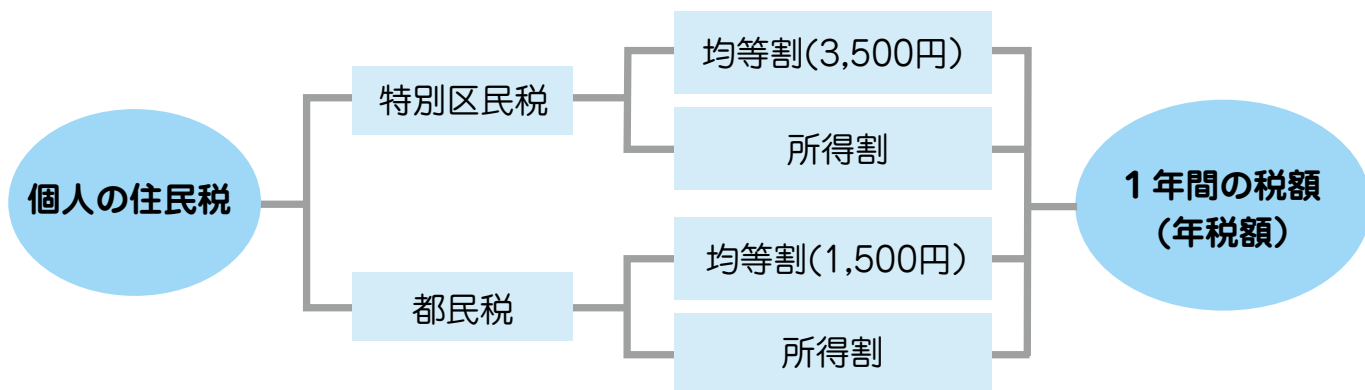 個人の住民税
特別区民税
均等割(3,500円)
所得割
都民税
均等割(1,500円)
所得割
1年間の税額
(年税額)